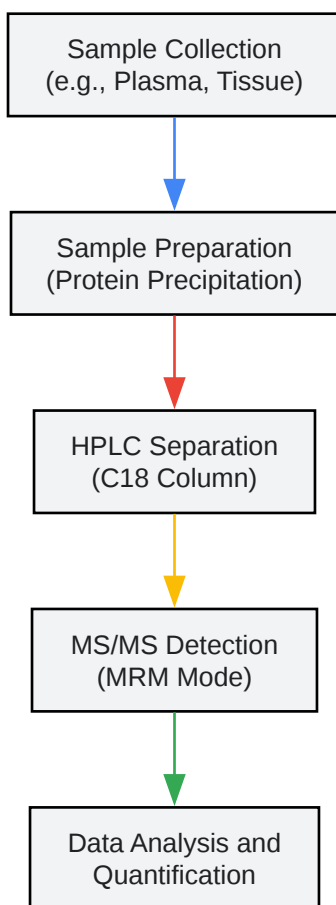 Sample Collection
(e.g., Plasma, Tissue)
Sample Preparation
(Protein Precipitation)
HPLC Separation
(C18 Column)
MS/MS Detection
(MRM Mode)
Data Analysis and
Quantification